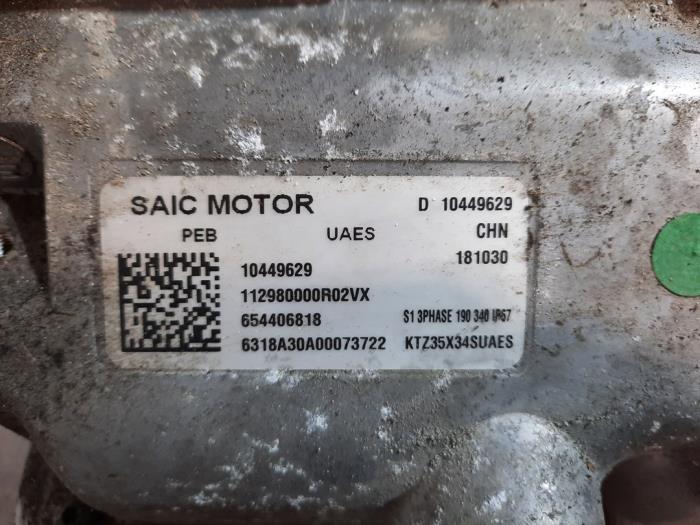 SAIC MOTOR D 10449629
PEB UAES CHN
181030
10449629
112980000R02VX
654406818 S1 3PHASE 190 340 IP67
6318A30A00073722 KTZ35X34SUAES